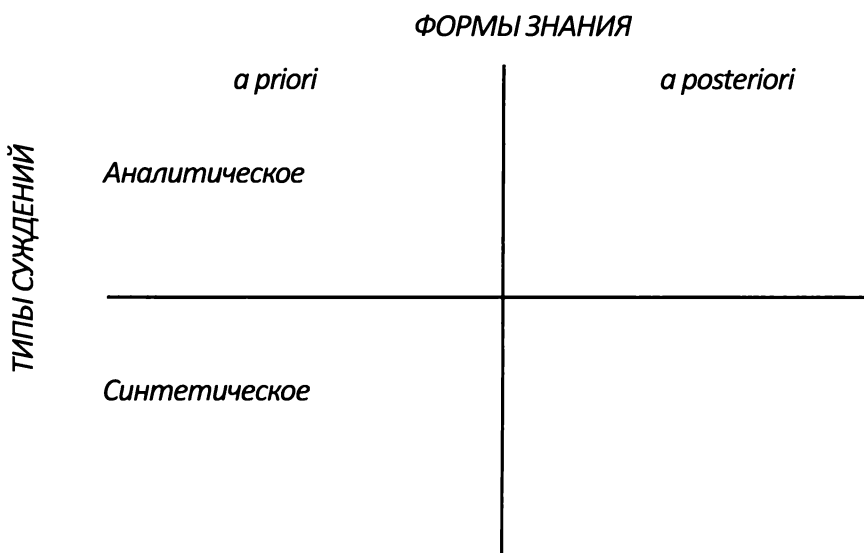 ФОРМЫ ЗНАНИЯ
a priori
a posteriori
ТИПЫ СУЖДЕНИЙ
Аналитическое
Синтетическое